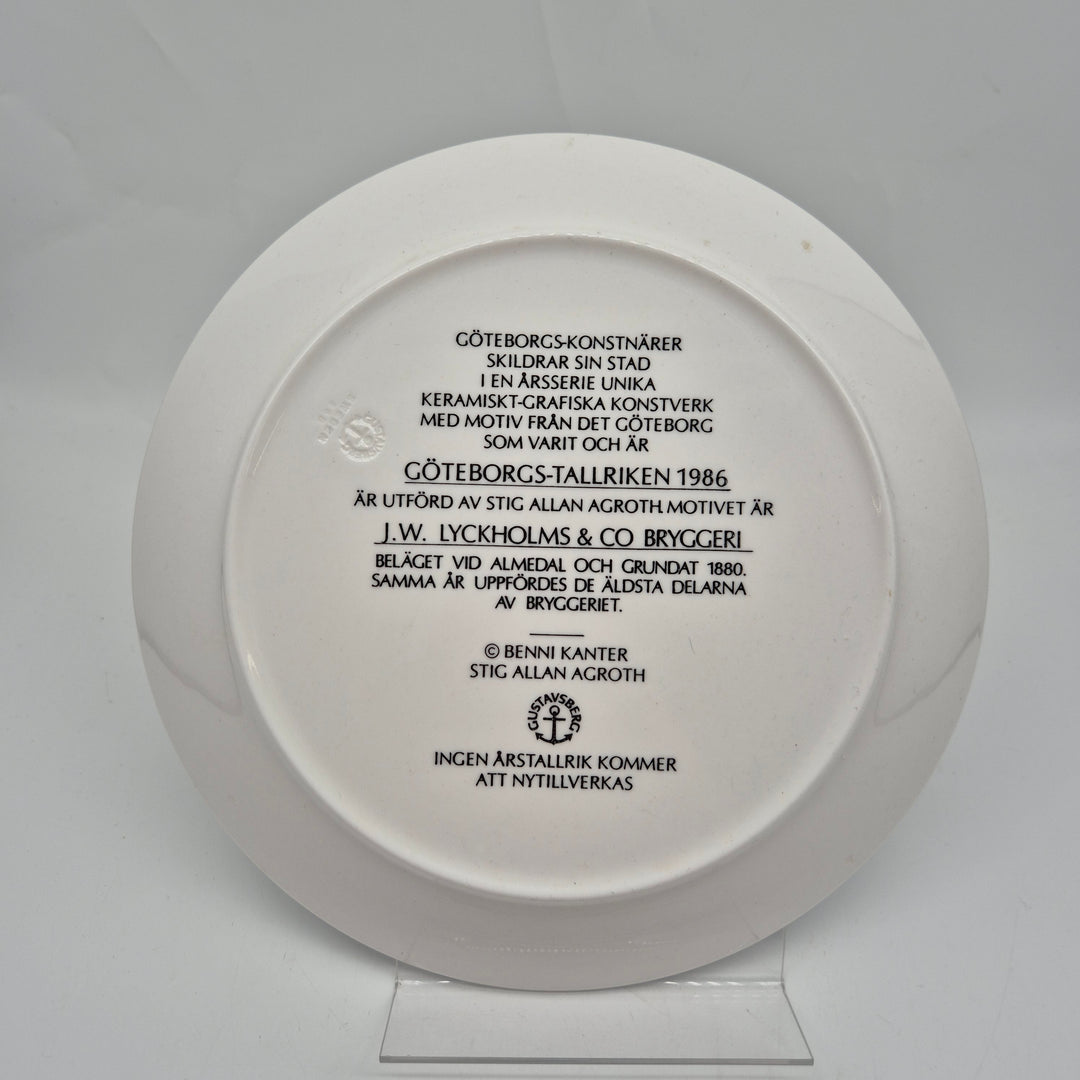 GÖTEBORGS-KONSTNÄRER
SKILDRAR SIN STAD
I EN ÅRSSERIE UNIKA
KERAMISKT-GRAFISKA KONSTVERK
MED MOTIV FRÅN DET GÖTEBORG
SOM VARIT OCH ÄR
GÖTEBORGS-TALLRIKEN 1986
ÄR UTFÖRD AV STIG ALLAN AGROTH. MOTIVET ÄR
J.W. LYCKHOLMS & CO BRYGGERI
BELÄGET VID ALMEDAL OCH GRUNDAT 1880.
SAMMA ÅR UPPFÖRDES DE ÄLDSTA DELARNA
AV BRYGGERIET.
© BENNI KANTER
STIG ALLAN AGROTH
GUSTAVSBERG
INGEN ÅRSTALLRIK KOMMER
ATT NYTILLVERKAS